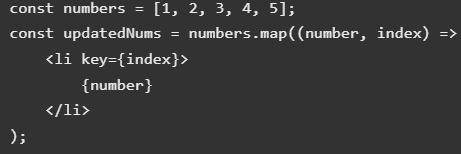 const numbers = [1, 2, 3, 4, 5];
const updatedNums = numbers.map((number, index) =>
    <li key={index}>
        {number}
    </li>
);